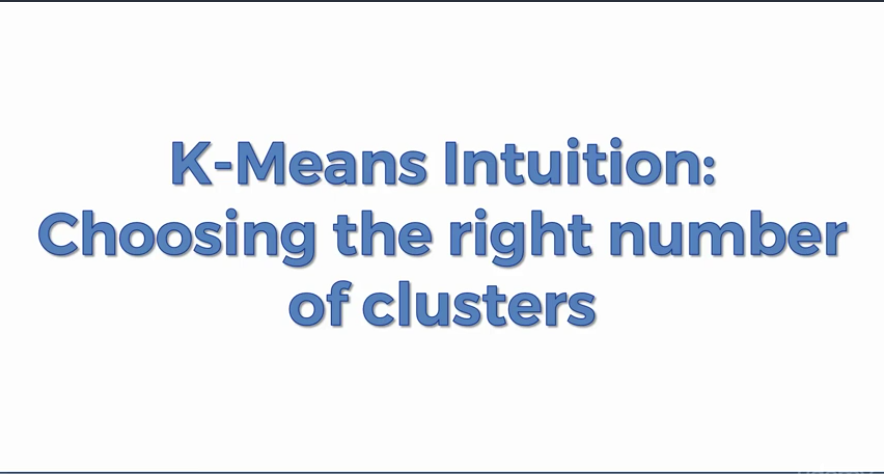 K-Means Intuition:
Choosing the right number
of clusters